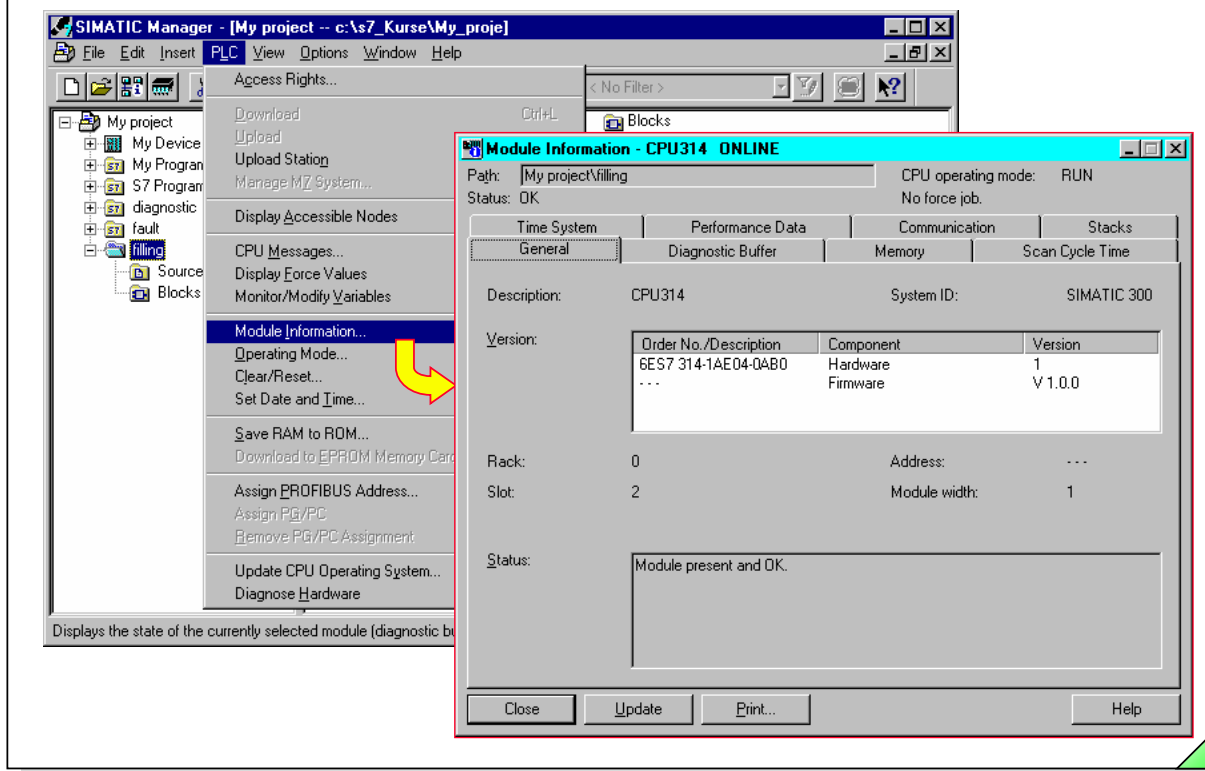 SIMATIC Manager - [My project -- c:\s7_Kurse\My_proje]
File Edit Insert PLC View Options Window Help
Access Rights...
< No Filter >
Download Ctrl+L
Upload
Upload Station
Manage M7 System...
Display Accessible Nodes
CPU Messages...
Display Force Values
Monitor/Modify Variables
Module Information...
Operating Mode...
Clear/Reset...
Set Date and Time...
Save RAM to ROM...
Download to EPROM Memory Card
Assign PROFIBUS Address...
Assign PG/PC
Remove PG/PC Assignment
Update CPU Operating System...
Diagnose Hardware
My project
My Device
My Program
S7 Program
diagnostic
fault
filling
Source
Blocks
Blocks
Displays the state of the currently selected module (diagnostic bu
Module Information - CPU314 ONLINE
Path: My project\filling CPU operating mode: RUN
Status: OK No force job.
Time System Performance Data Communication Stacks
General Diagnostic Buffer Memory Scan Cycle Time
Description: CPU314 System ID: SIMATIC 300
Version: Order No./Description Component Version
6ES7 314-1AE04-0AB0 Hardware 1
- - - Firmware V 1.0.0
Rack: 0 Address: - - -
Slot: 2 Module width: 1
Status: Module present and OK.
Close Update Print... Help